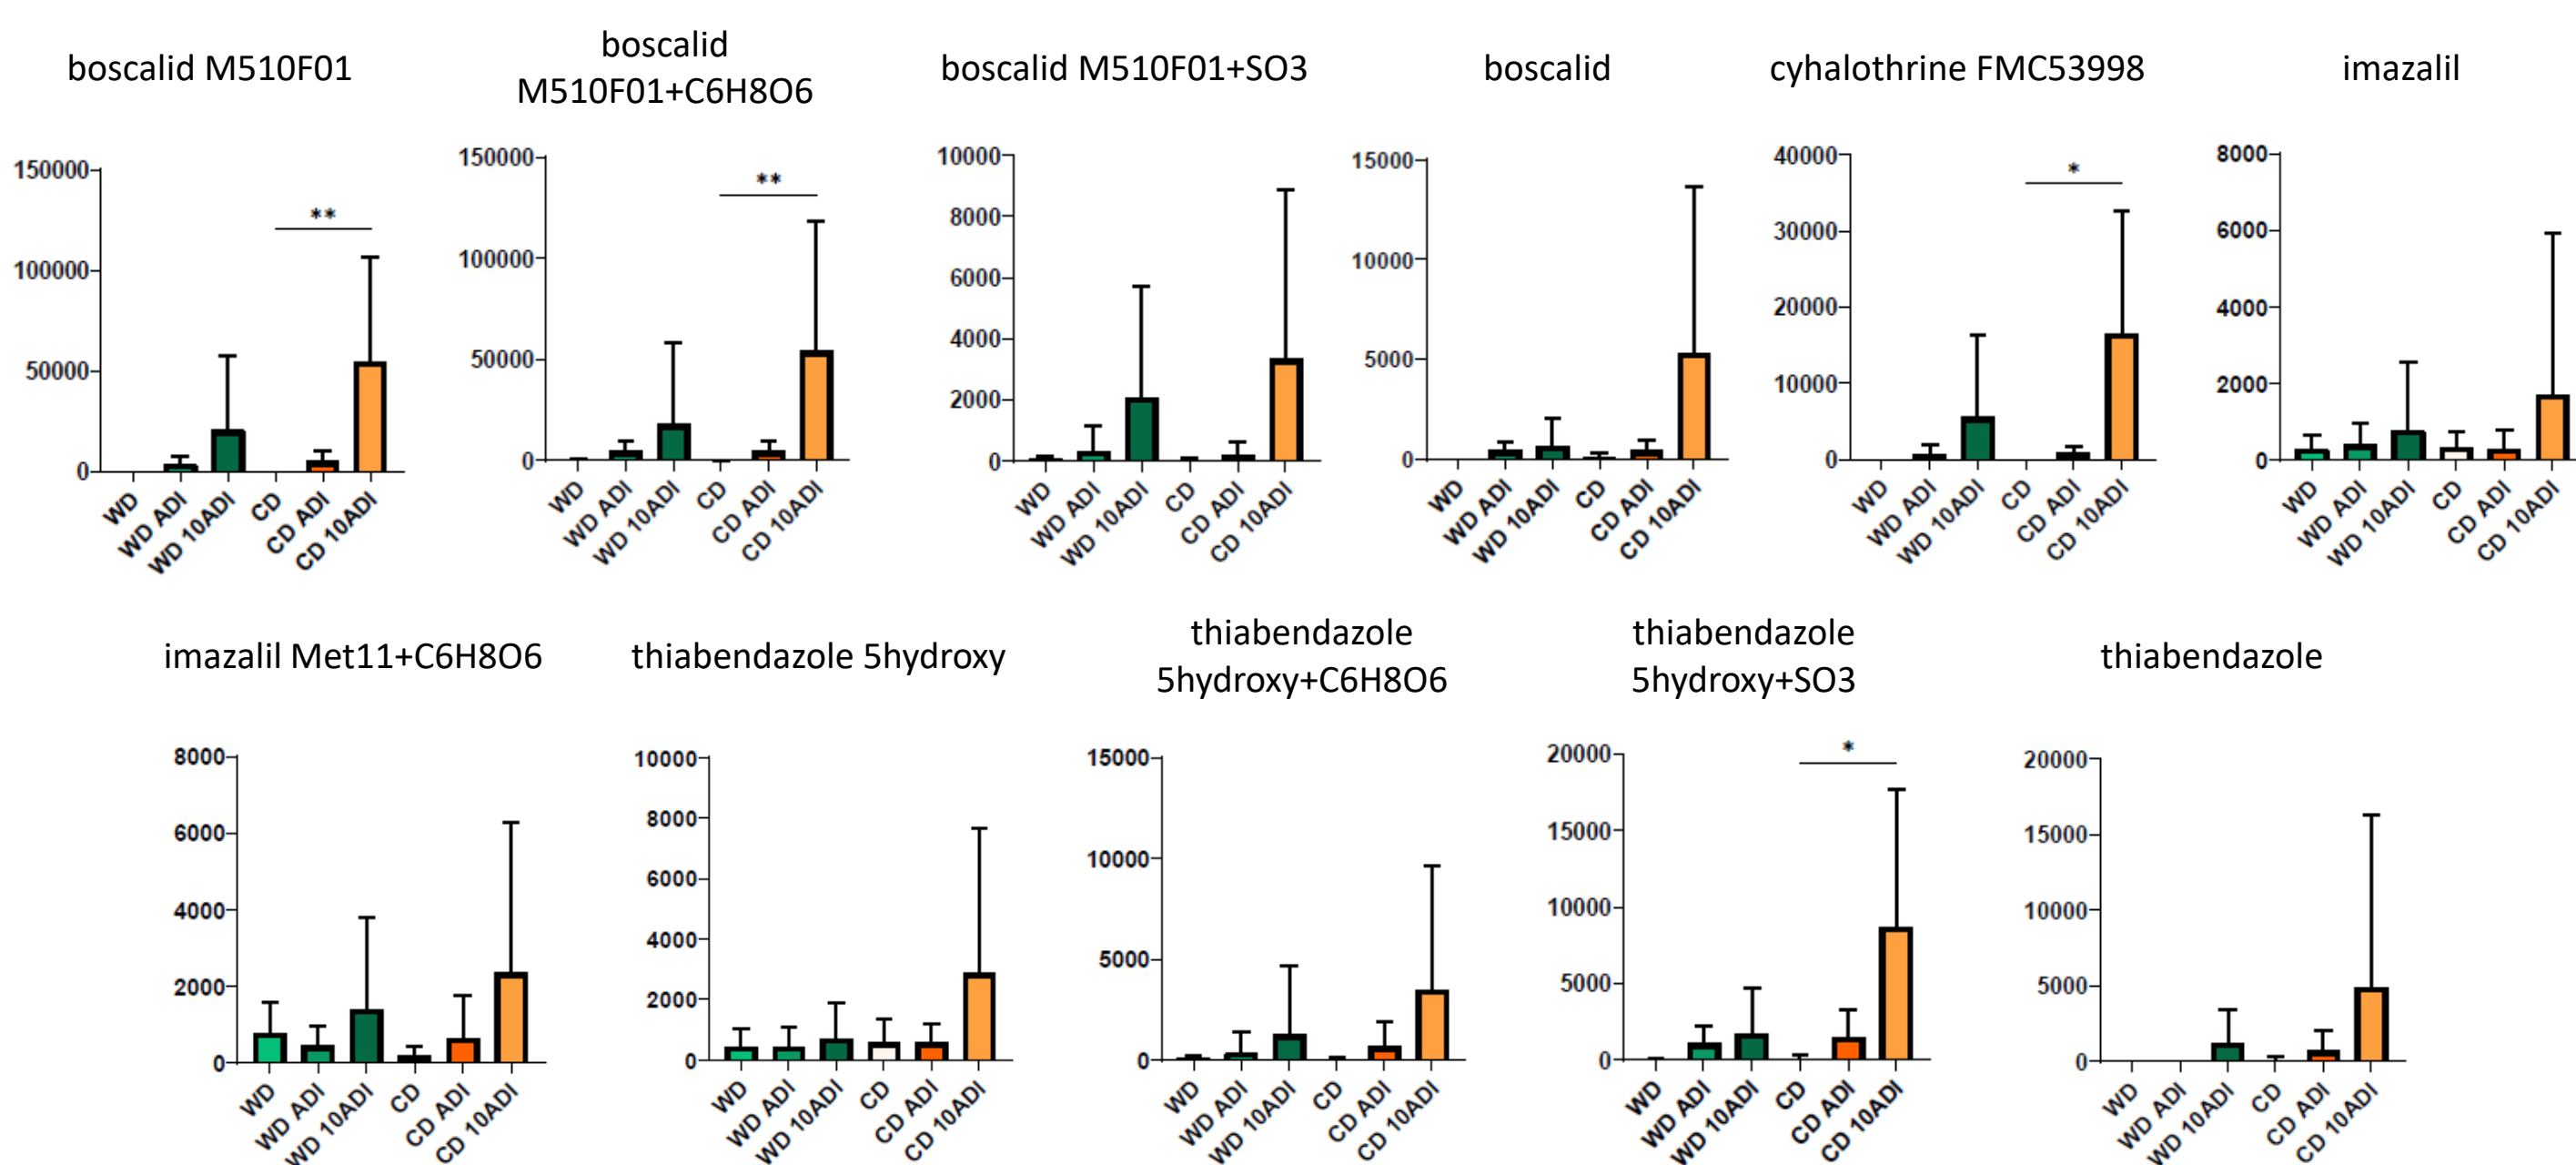 boscalid M510F01
boscalid
M510F01+C6H8O6
boscalid M510F01+SO3
boscalid
cyhalothrine FMC53998
imazalil
150000
100000
50000
0
**
WD
WD ADI
WD 10ADI
CD
CD ADI
CD 10ADI
150000
100000
50000
0
**
WD
WD ADI
WD 10ADI
CD
CD ADI
CD 10ADI
10000
8000
6000
4000
2000
0
WD
WD ADI
WD 10ADI
CD
CD ADI
CD 10ADI
15000
10000
5000
0
WD
WD ADI
WD 10ADI
CD
CD ADI
CD 10ADI
40000
30000
20000
10000
0
*
WD
WD ADI
WD 10ADI
CD
CD ADI
CD 10ADI
8000
6000
4000
2000
0
WD
WD ADI
WD 10ADI
CD
CD ADI
CD 10ADI
imazalil Met11+C6H8O6
thiabendazole 5hydroxy
thiabendazole
5hydroxy+C6H8O6
thiabendazole
5hydroxy+SO3
thiabendazole
8000
6000
4000
2000
0
WD
WD ADI
WD 10ADI
CD
CD ADI
CD 10ADI
10000
8000
6000
4000
2000
0
WD
WD ADI
WD 10ADI
CD
CD ADI
CD 10ADI
15000
10000
5000
0
WD
WD ADI
WD 10ADI
CD
CD ADI
CD 10ADI
20000
15000
10000
5000
0
*
WD
WD ADI
WD 10ADI
CD
CD ADI
CD 10ADI
20000
15000
10000
5000
0
WD
WD ADI
WD 10ADI
CD
CD ADI
CD 10ADI